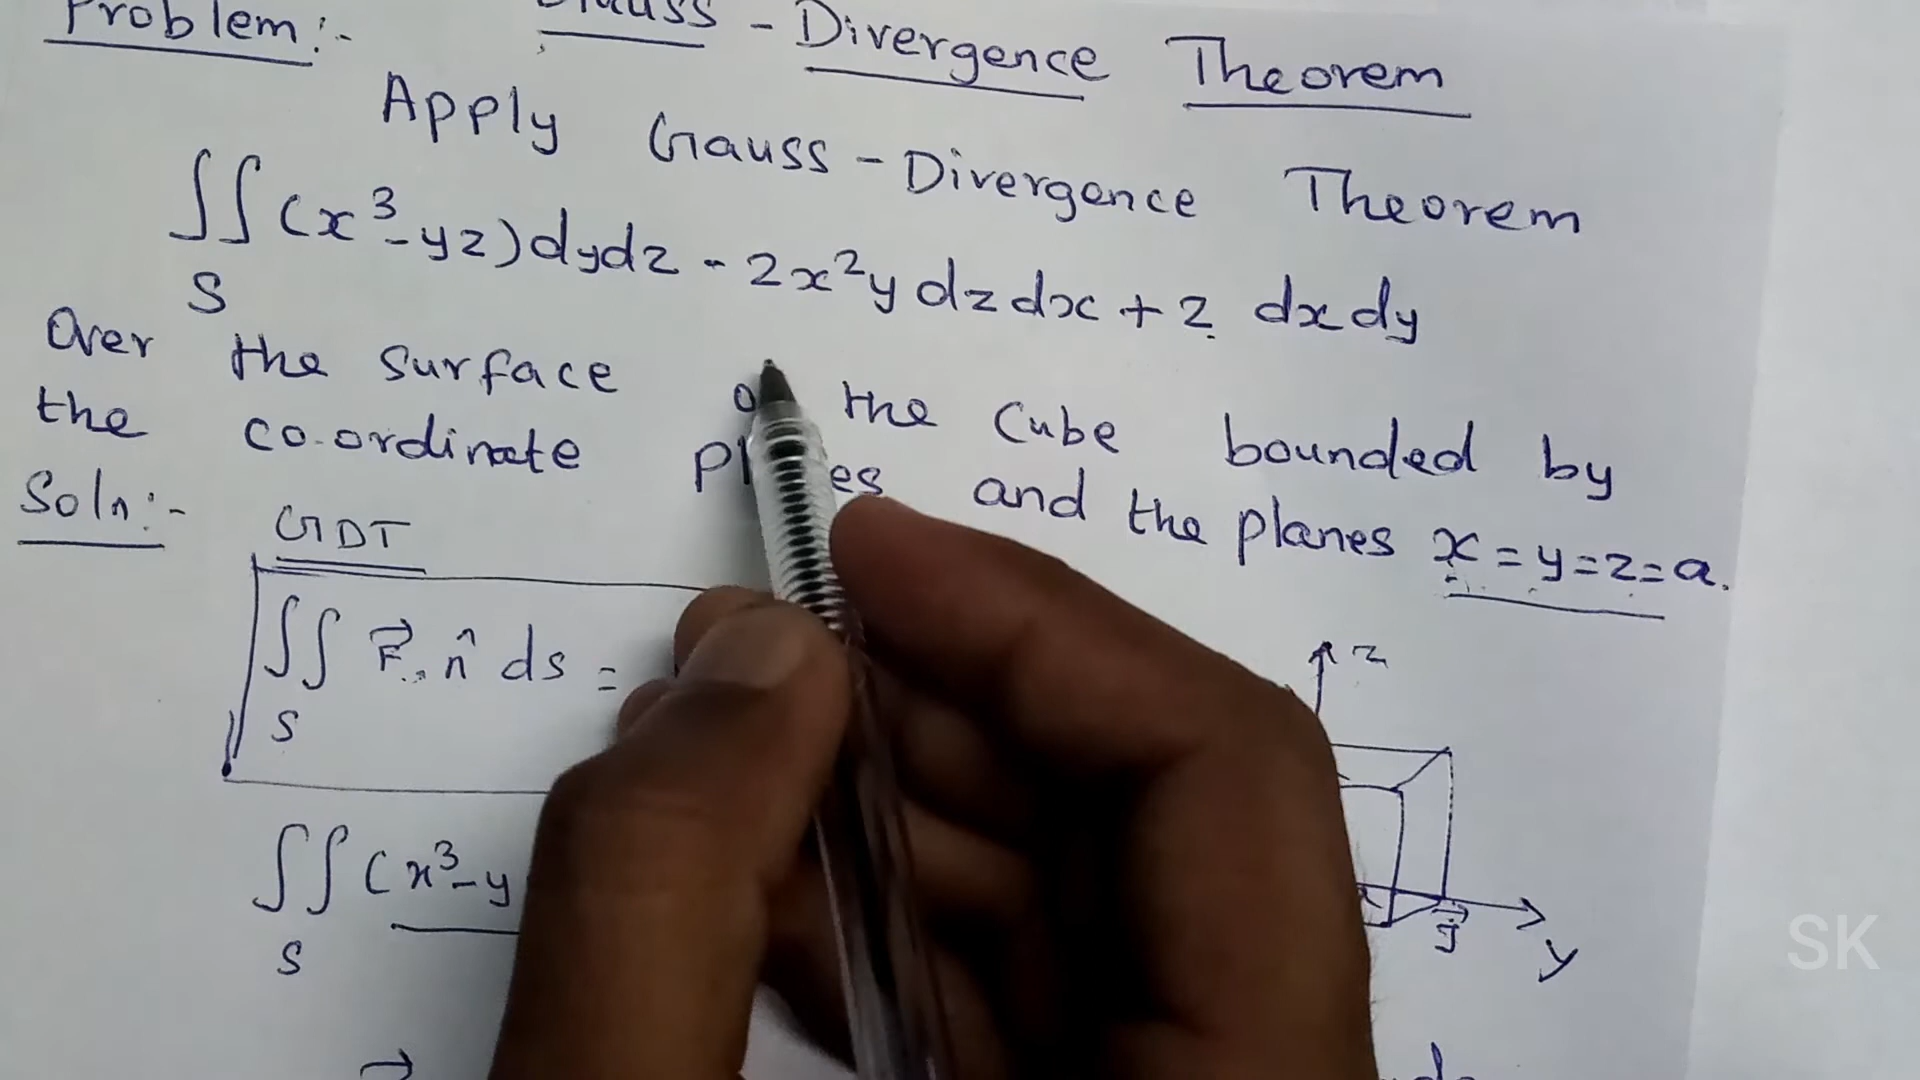 Problem:-
Gauss - Divergence Theorem
Apply Gauss - Divergence Theorem
∬ (x³-yz)dydz - 2x²y dzdx + z dxdy
S
Over the surface the cube bounded by
the co-ordinate and the planes x=y=z=a.
Soln:-
GDT
∬ F⃗ . n̂ ds =
S
z
∬ (x³-y
S
j⃗
y
SK